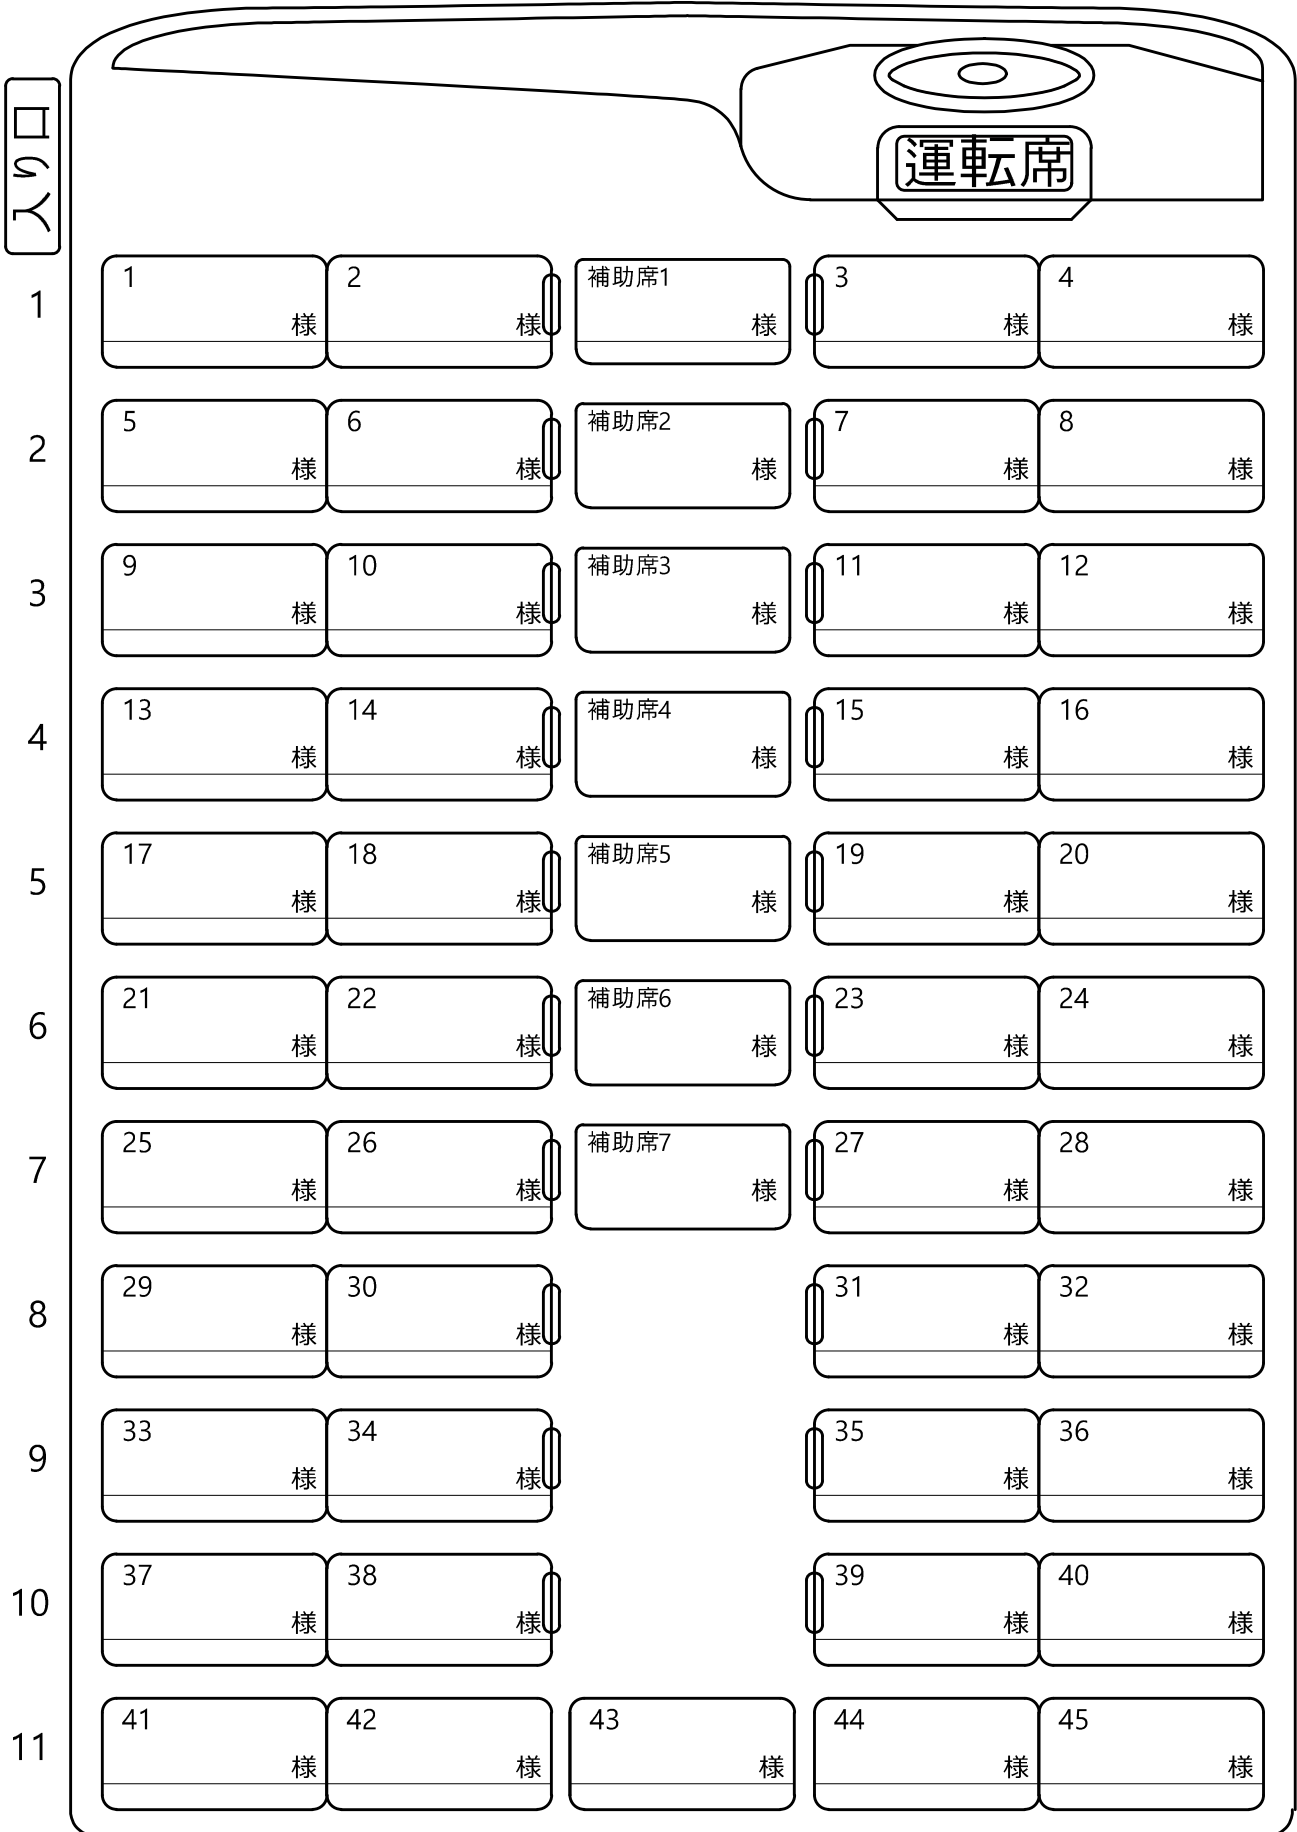 運転席
入り口
1 2 補助席1 3 4
1
様 様 様 様 様
5 6 補助席2 7 8
2
様 様 様 様 様
9 10 補助席3 11 12
3
様 様 様 様 様
13 14 補助席4 15 16
4
様 様 様 様 様
17 18 補助席5 19 20
5
様 様 様 様 様
21 22 補助席6 23 24
6
様 様 様 様 様
25 26 補助席7 27 28
7
様 様 様 様 様
29 30 31 32
8
様 様 様 様
33 34 35 36
9
様 様 様 様
37 38 39 40
10
様 様 様 様
41 42 43 44 45
11
様 様 様 様 様